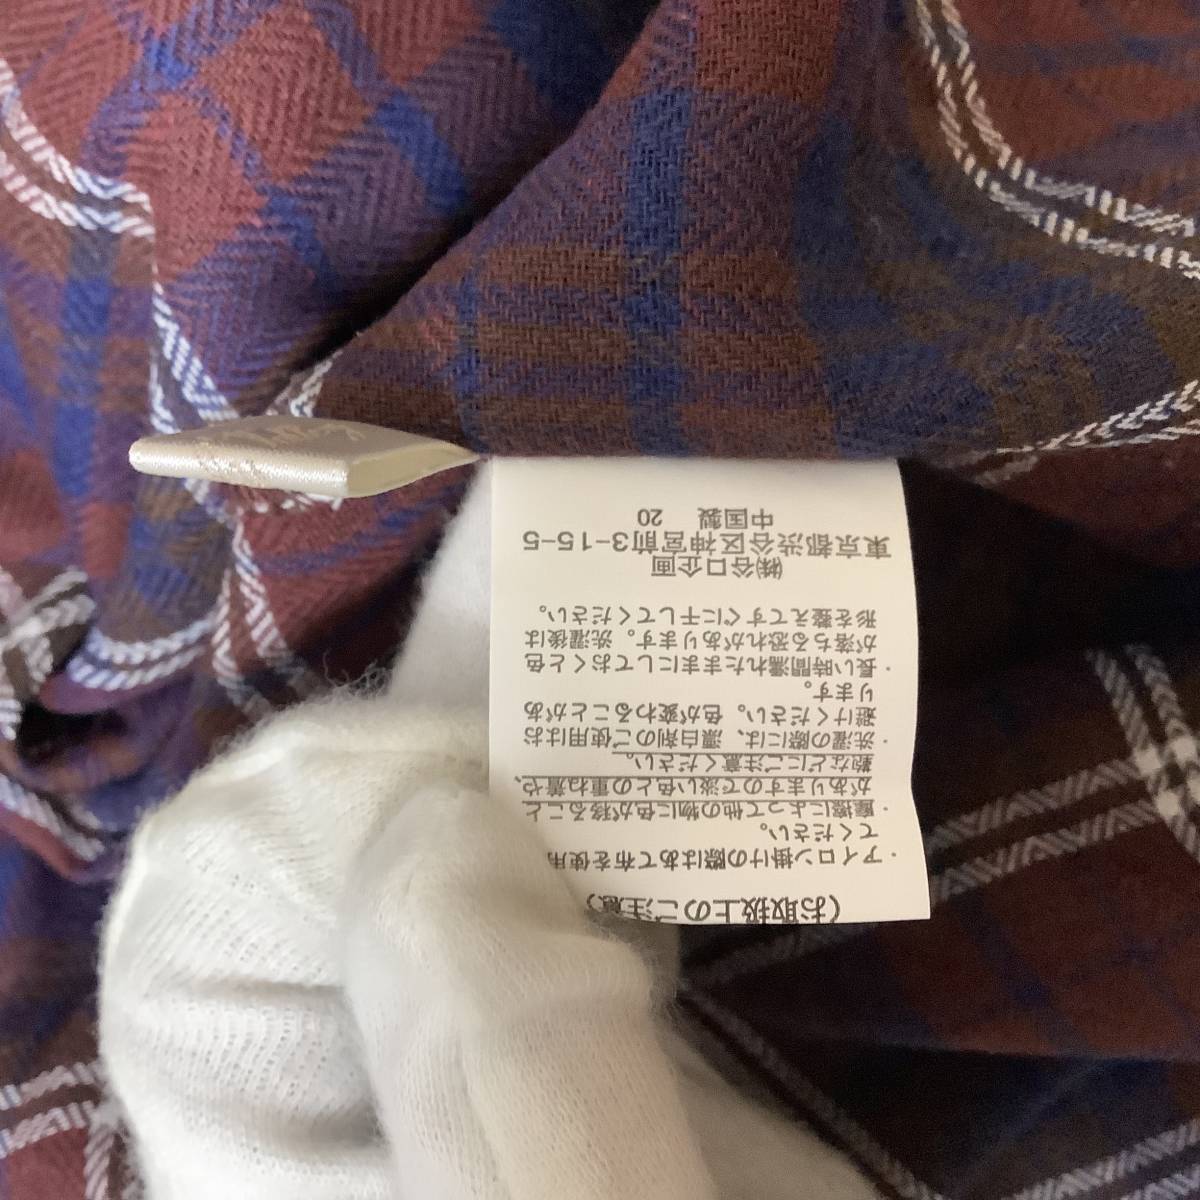 (お取扱上のご注意)
・アイロン掛けの際はあて布を使用
てください。
・摩擦によって他の物に色が移ること
がありますので淡い色との重ね着や、
鞄などにご注意ください。
・洗濯の際には、漂白剤のご使用はお
避けください。色が変わることがあ
ります。
・長い時間濡れたままにしておくと色
が落ちる恐れがあります。洗濯後は
形を整えてすぐに干してください。
㈱谷口企画
東京都渋谷区神宮前3-15-5
中国製 20